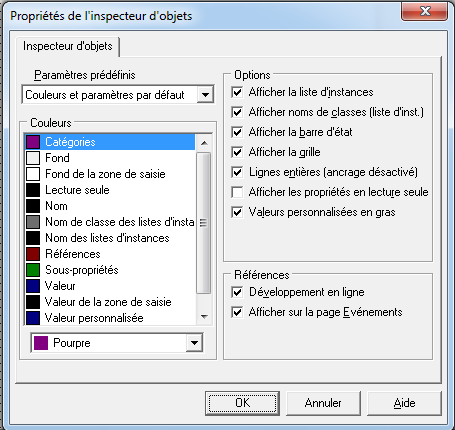 Propriétés de l'inspecteur d'objets
Inspecteur d'objets
Paramètres prédéfinis
Couleurs et paramètres par défaut
Couleurs
Catégories
Fond
Fond de la zone de saisie
Lecture seule
Nom
Nom de classe des listes d'insta
Nom des listes d'instances
Références
Sous-propriétés
Valeur
Valeur de la zone de saisie
Valeur personnalisée
Pourpre
Options
Afficher la liste d'instances
Afficher noms de classes (liste d'inst.)
Afficher la barre d'état
Afficher la grille
Lignes entières (ancrage désactivé)
Afficher les propriétés en lecture seule
Valeurs personnalisées en gras
Références
Développement en ligne
Afficher sur la page Evénements
OK
Annuler
Aide